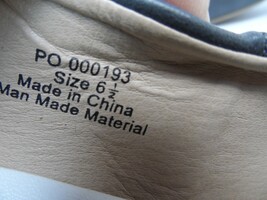 PO 000193
Size 6 1/2
Made in China
Man Made Material